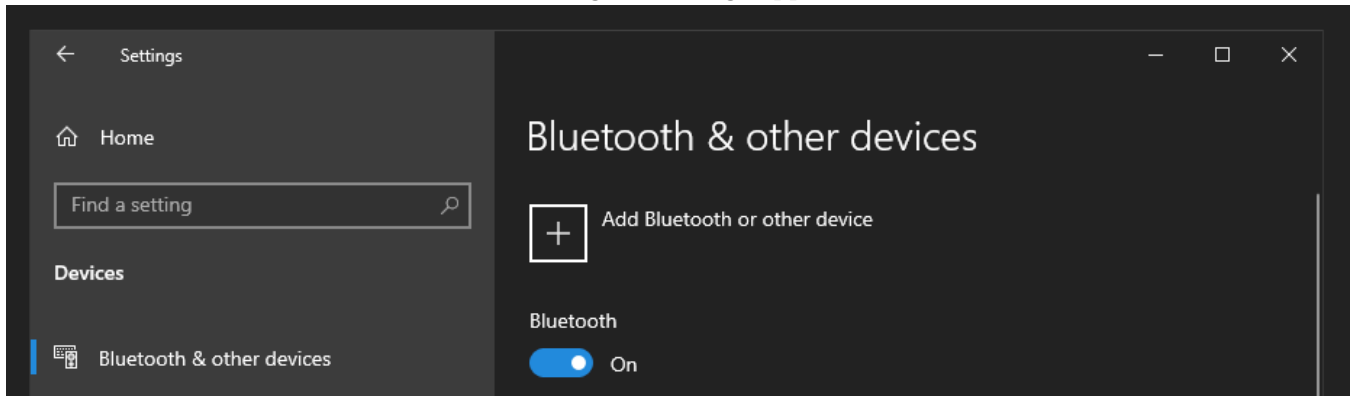 Settings
Home
Find a setting
Devices
Bluetooth & other devices
Bluetooth & other devices
Add Bluetooth or other device
Bluetooth
On